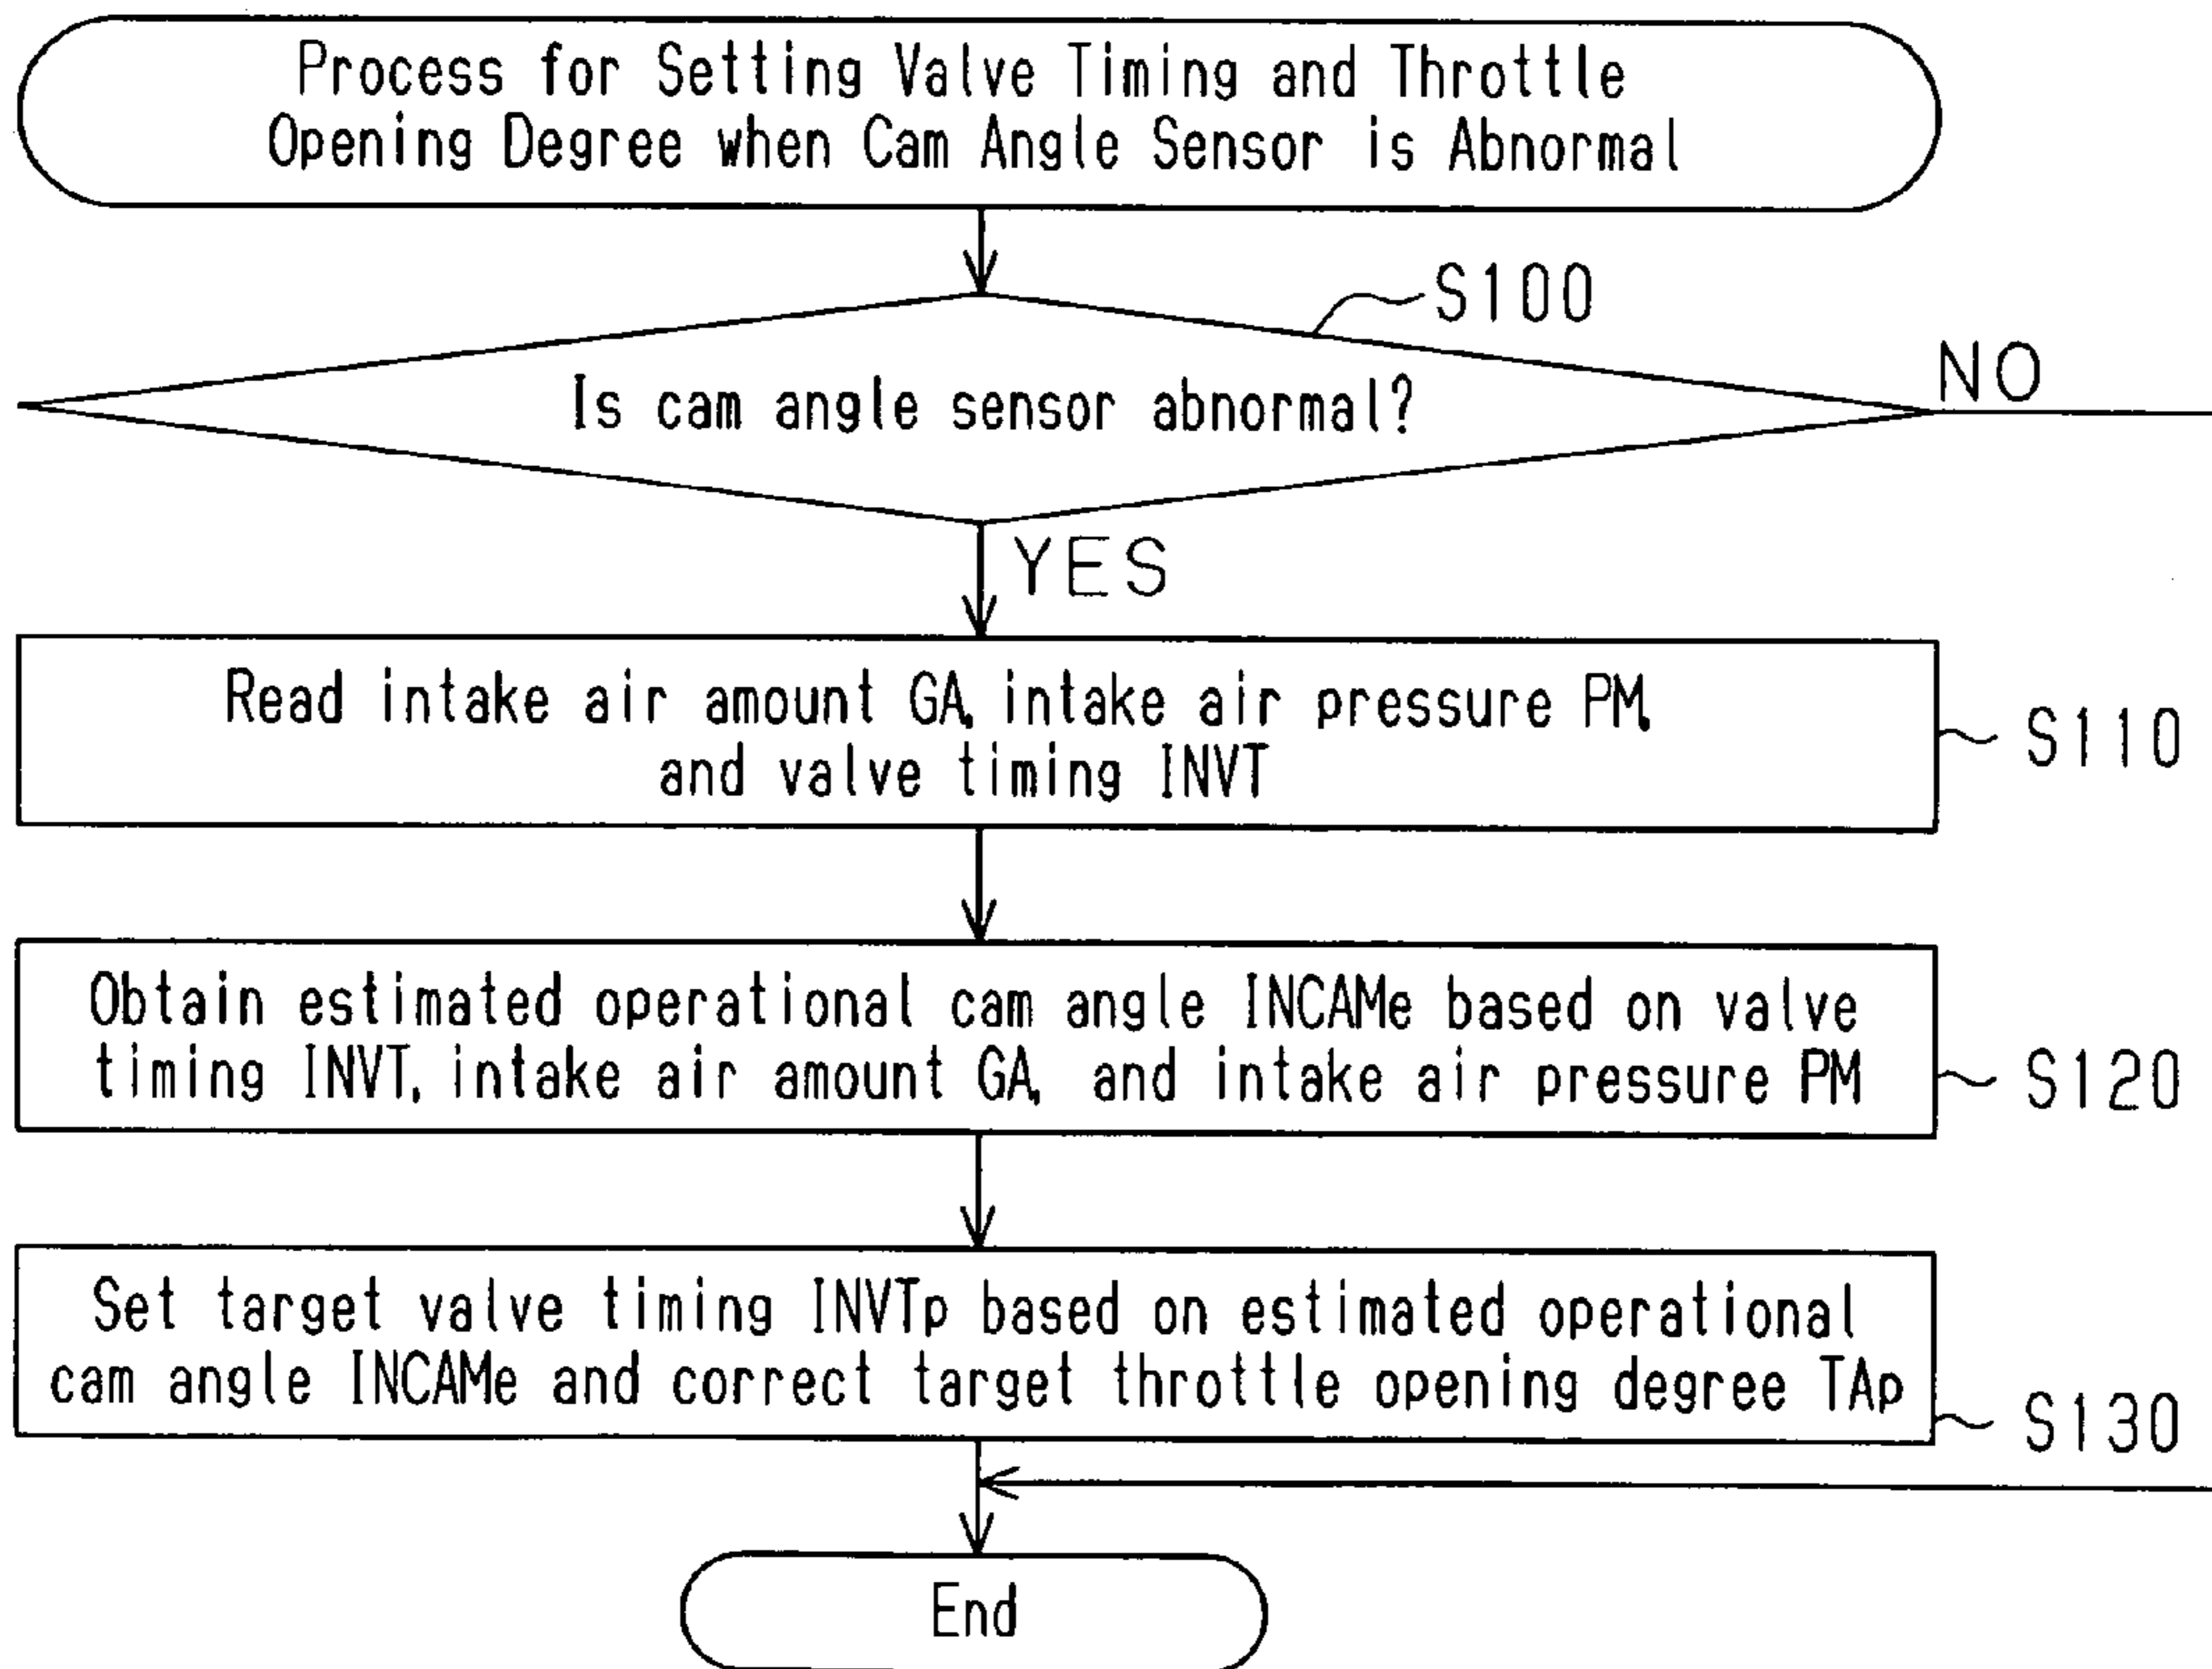 Process for Setting Valve Timing and Throttle
Opening Degree when Cam Angle Sensor is Abnormal
S100
NO
Is cam angle sensor abnormal?
YES
Read intake air amount GA, intake air pressure PM,
and valve timing INVT
S110
Obtain estimated operational cam angle INCAMe based on valve
timing INVT, intake air amount GA, and intake air pressure PM
S120
Set target valve timing INVTp based on estimated operational
cam angle INCAMe and correct target throttle opening degree TAp
S130
End